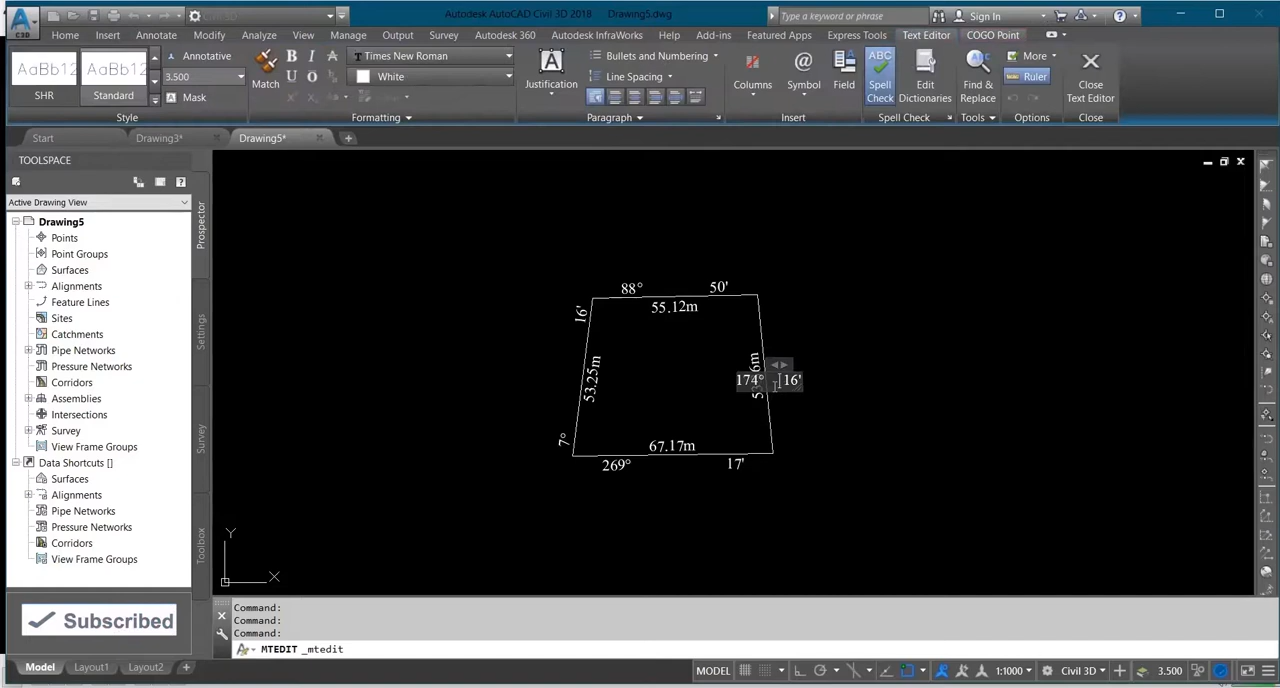 Autodesk AutoCAD Civil 3D 2018 Drawing5.dwg
Type a keyword or phrase
Sign In
C3D
Home Insert Annotate Modify Analyze View Manage Output Survey Autodesk 360 Autodesk InfraWorks Help Add-ins Featured Apps Express Tools Text Editor COGO Point
AaBb12 AaBb12
SHR Standard
Annotative
3.500
Mask
Style
Match
B I A
U O
Times New Roman
White
Formatting
Justification
Bullets and Numbering
Line Spacing
Paragraph
Columns
Symbol
Field
Insert
ABC
Spell Check
Edit Dictionaries
Spell Check
Find & Replace
Tools
More
Ruler
Options
Close Text Editor
Close
Start Drawing3* Drawing5*
TOOLSPACE
Active Drawing View
Drawing5
Points
Point Groups
Surfaces
Alignments
Feature Lines
Sites
Catchments
Pipe Networks
Pressure Networks
Corridors
Assemblies
Intersections
Survey
View Frame Groups
Data Shortcuts []
Surfaces
Alignments
Pipe Networks
Pressure Networks
Corridors
View Frame Groups
Prospector
Settings
Survey
Toolbox
88° 50'
55.12m
16'
53.25m
7°
174° 16'
67.17m
269° 17'
Y
X
Subscribed
Command:
Command:
Command:
MTEDIT _mtedit
Model Layout1 Layout2
MODEL
1:1000
Civil 3D
3.500